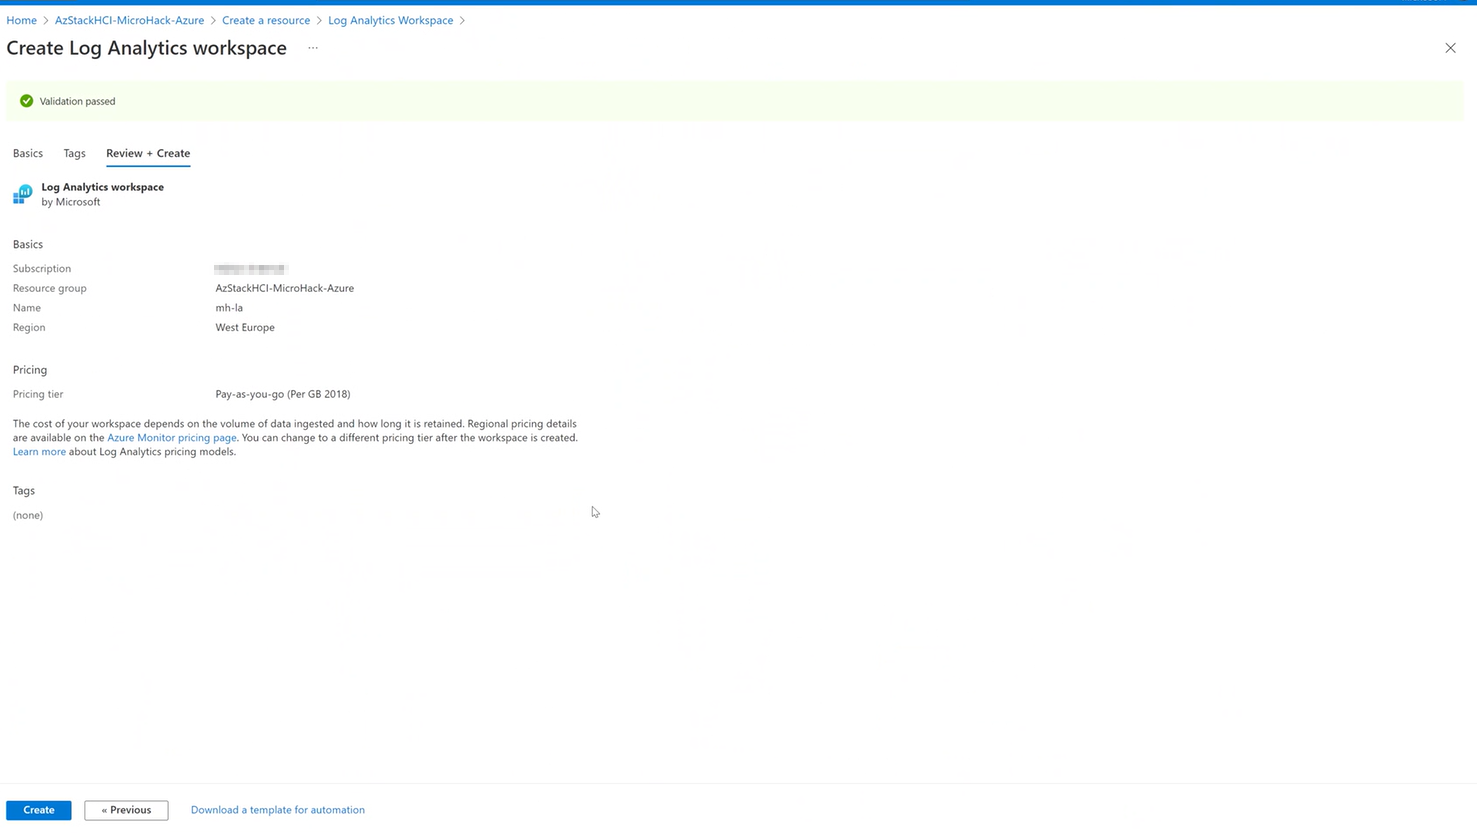 Home > AzStackHCI-MicroHack-Azure > Create a resource > Log Analytics Workspace >
Create Log Analytics workspace ...
Validation passed
Basics Tags Review + Create
Log Analytics workspace
by Microsoft
Basics
Subscription
Resource group AzStackHCI-MicroHack-Azure
Name mh-la
Region West Europe
Pricing
Pricing tier Pay-as-you-go (Per GB 2018)
The cost of your workspace depends on the volume of data ingested and how long it is retained. Regional pricing details
are available on the Azure Monitor pricing page. You can change to a different pricing tier after the workspace is created.
Learn more about Log Analytics pricing models.
Tags
(none)
Create « Previous Download a template for automation